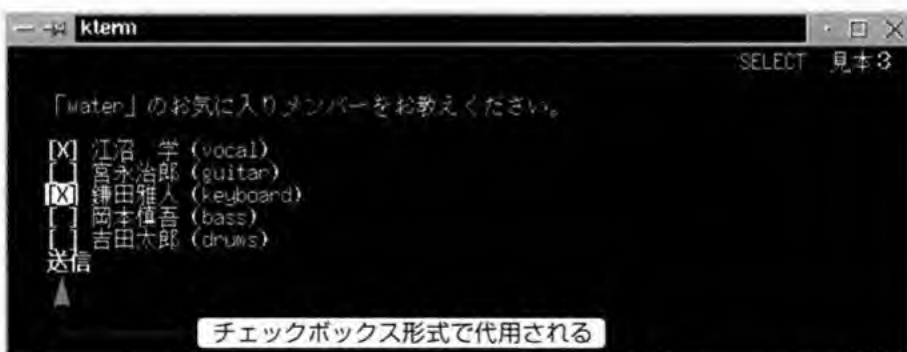 kterm
SELECT 見本3
「water」のお気に入りメンバーをお教えください。
[X] 江沼 学 (vocal)
[ ] 宮永治郎 (guitar)
[X] 鎌田雅人 (keyboard)
[ ] 岡本慎吾 (bass)
[ ] 吉田太郎 (drums)
送信
チェックボックス形式で代用される